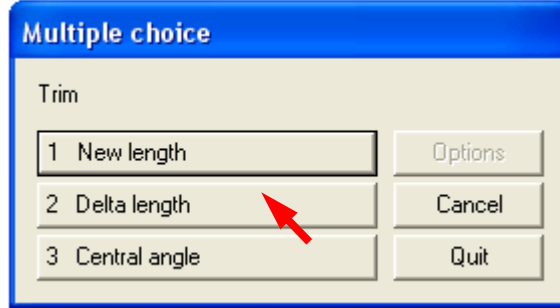 Multiple choice
Trim
1 New length
Options
2 Delta length
Cancel
3 Central angle
Quit